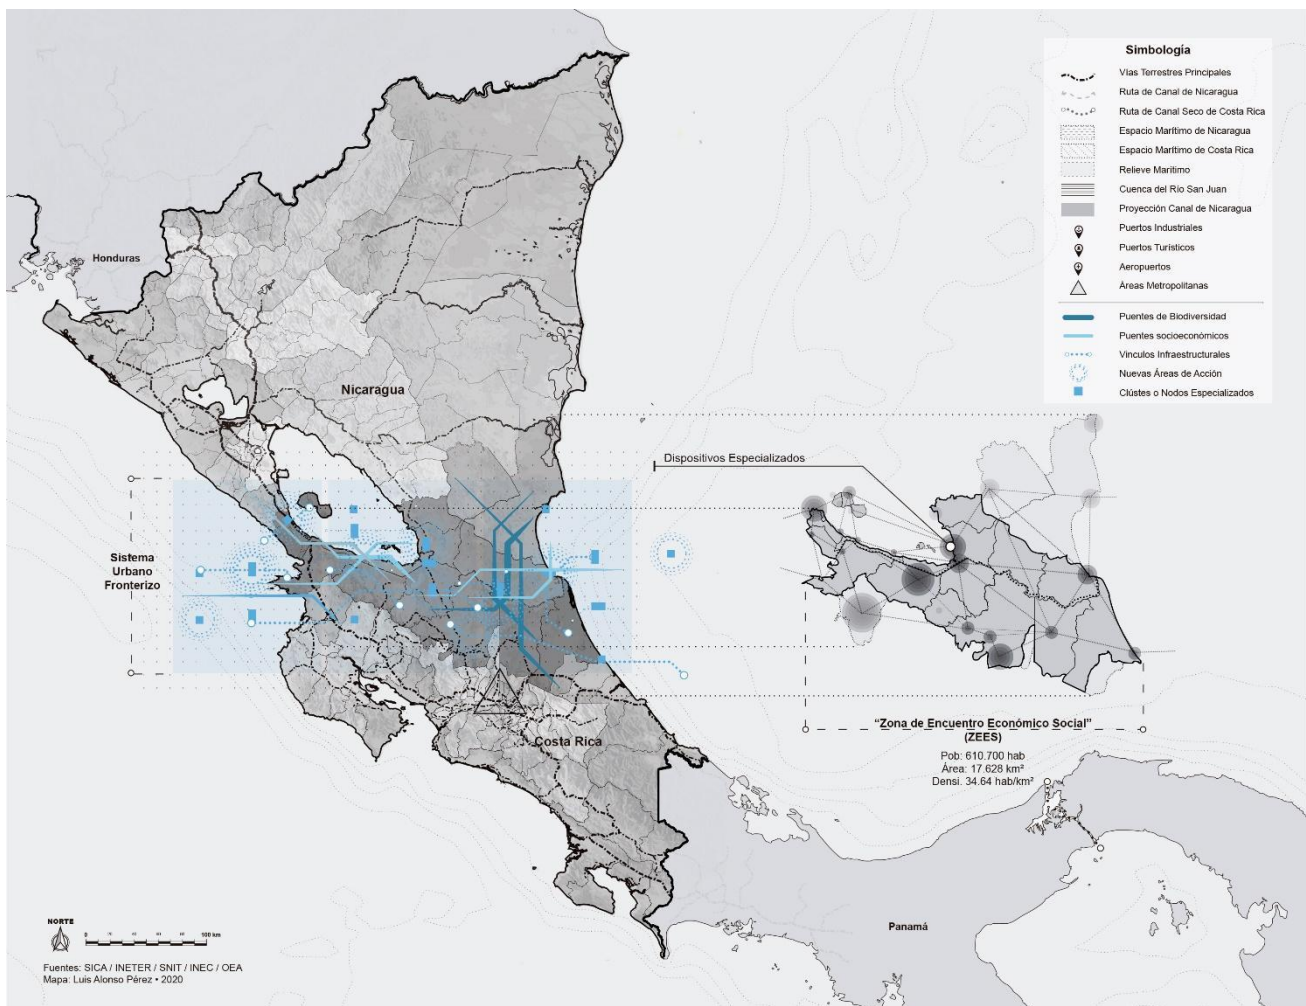 Simbología
Vías Terrestres Principales
Ruta de Canal de Nicaragua
Ruta de Canal Seco de Costa Rica
Espacio Marítimo de Nicaragua
Espacio Marítimo de Costa Rica
Relieve Marítimo
Cuenca del Río San Juan
Proyección Canal de Nicaragua
Puertos Industriales
Puertos Turísticos
Aeropuertos
Áreas Metropolitanas
Puentes de Biodiversidad
Puentes socioeconómicos
Vínculos Infraestructurales
Nuevas Áreas de Acción
Clústes o Nodos Especializados
Honduras
Nicaragua
Dispositivos Especializados
Sistema
Urbano
Fronterizo
Costa Rica
“Zona de Encuentro Económico Social”
(ZEES)
Pob: 610.700 hab
Área: 17.628 km²
Densi. 34.64 hab/km²
Panamá
NORTE
0
100 km
Fuentes: SICA / INETER / SNIT / INEC / OEA
Mapa: Luis Alonso Pérez • 2020